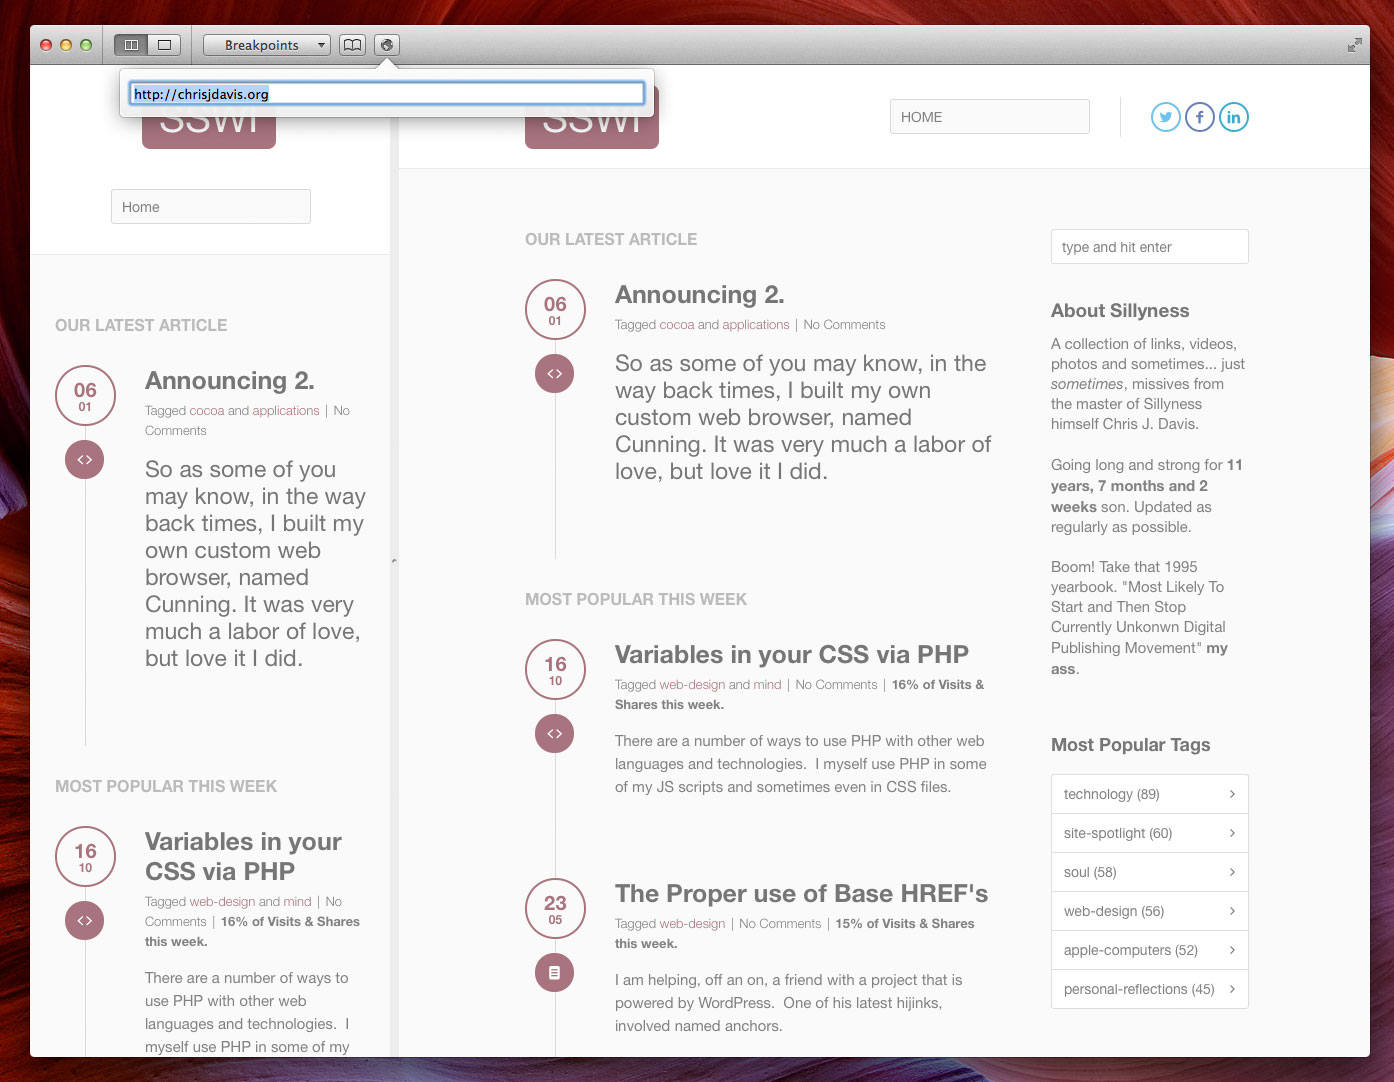 Breakpoints
http://chrisjdavis.org
SSWI
Home
OUR LATEST ARTICLE
06
01
Announcing 2.
Tagged cocoa and applications | No
Comments
So as some of you
may know, in the way
back times, I built my
own custom web
browser, named
Cunning. It was very
much a labor of love,
but love it I did.
MOST POPULAR THIS WEEK
16
10
Variables in your
CSS via PHP
Tagged web-design and mind | No
Comments | 16% of Visits & Shares
this week.
There are a number of ways to
use PHP with other web
languages and technologies. I
myself use PHP in some of my
SSWI
HOME
OUR LATEST ARTICLE
06
01
Announcing 2.
Tagged cocoa and applications | No Comments
So as some of you may know, in the
way back times, I built my own
custom web browser, named
Cunning. It was very much a labor of
love, but love it I did.
MOST POPULAR THIS WEEK
16
10
Variables in your CSS via PHP
Tagged web-design and mind | No Comments | 16% of Visits &
Shares this week.
There are a number of ways to use PHP with other web
languages and technologies. I myself use PHP in some
of my JS scripts and sometimes even in CSS files.
23
05
The Proper use of Base HREF's
Tagged web-design | No Comments | 15% of Visits & Shares
this week.
I am helping, off an on, a friend with a project that is
powered by WordPress. One of his latest hijinks,
involved named anchors.
type and hit enter
About Sillyness
A collection of links, videos,
photos and sometimes... just
sometimes, missives from
the master of Sillyness
himself Chris J. Davis.
Going long and strong for 11
years, 7 months and 2
weeks son. Updated as
regularly as possible.
Boom! Take that 1995
yearbook. "Most Likely To
Start and Then Stop
Currently Unkonwn Digital
Publishing Movement" my
ass.
Most Popular Tags
technology (89)
site-spotlight (60)
soul (58)
web-design (56)
apple-computers (52)
personal-reflections (45)